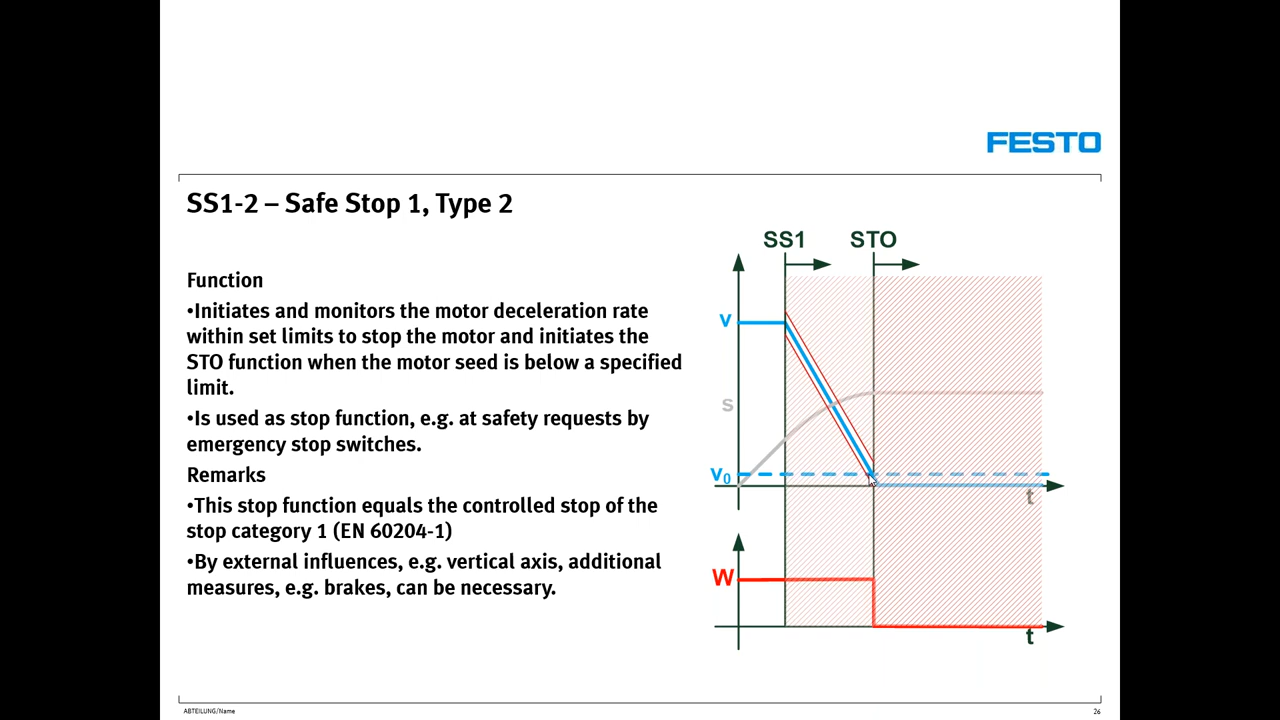 FESTO
SS1-2 – Safe Stop 1, Type 2
Function
•Initiates and monitors the motor deceleration rate
within set limits to stop the motor and initiates the
STO function when the motor seed is below a specified
limit.
•Is used as stop function, e.g. at safety requests by
emergency stop switches.
Remarks
•This stop function equals the controlled stop of the
stop category 1 (EN 60204-1)
•By external influences, e.g. vertical axis, additional
measures, e.g. brakes, can be necessary.
SS1 STO
v
s
v₀
t
W
t
ABTEILUNG/Name
26